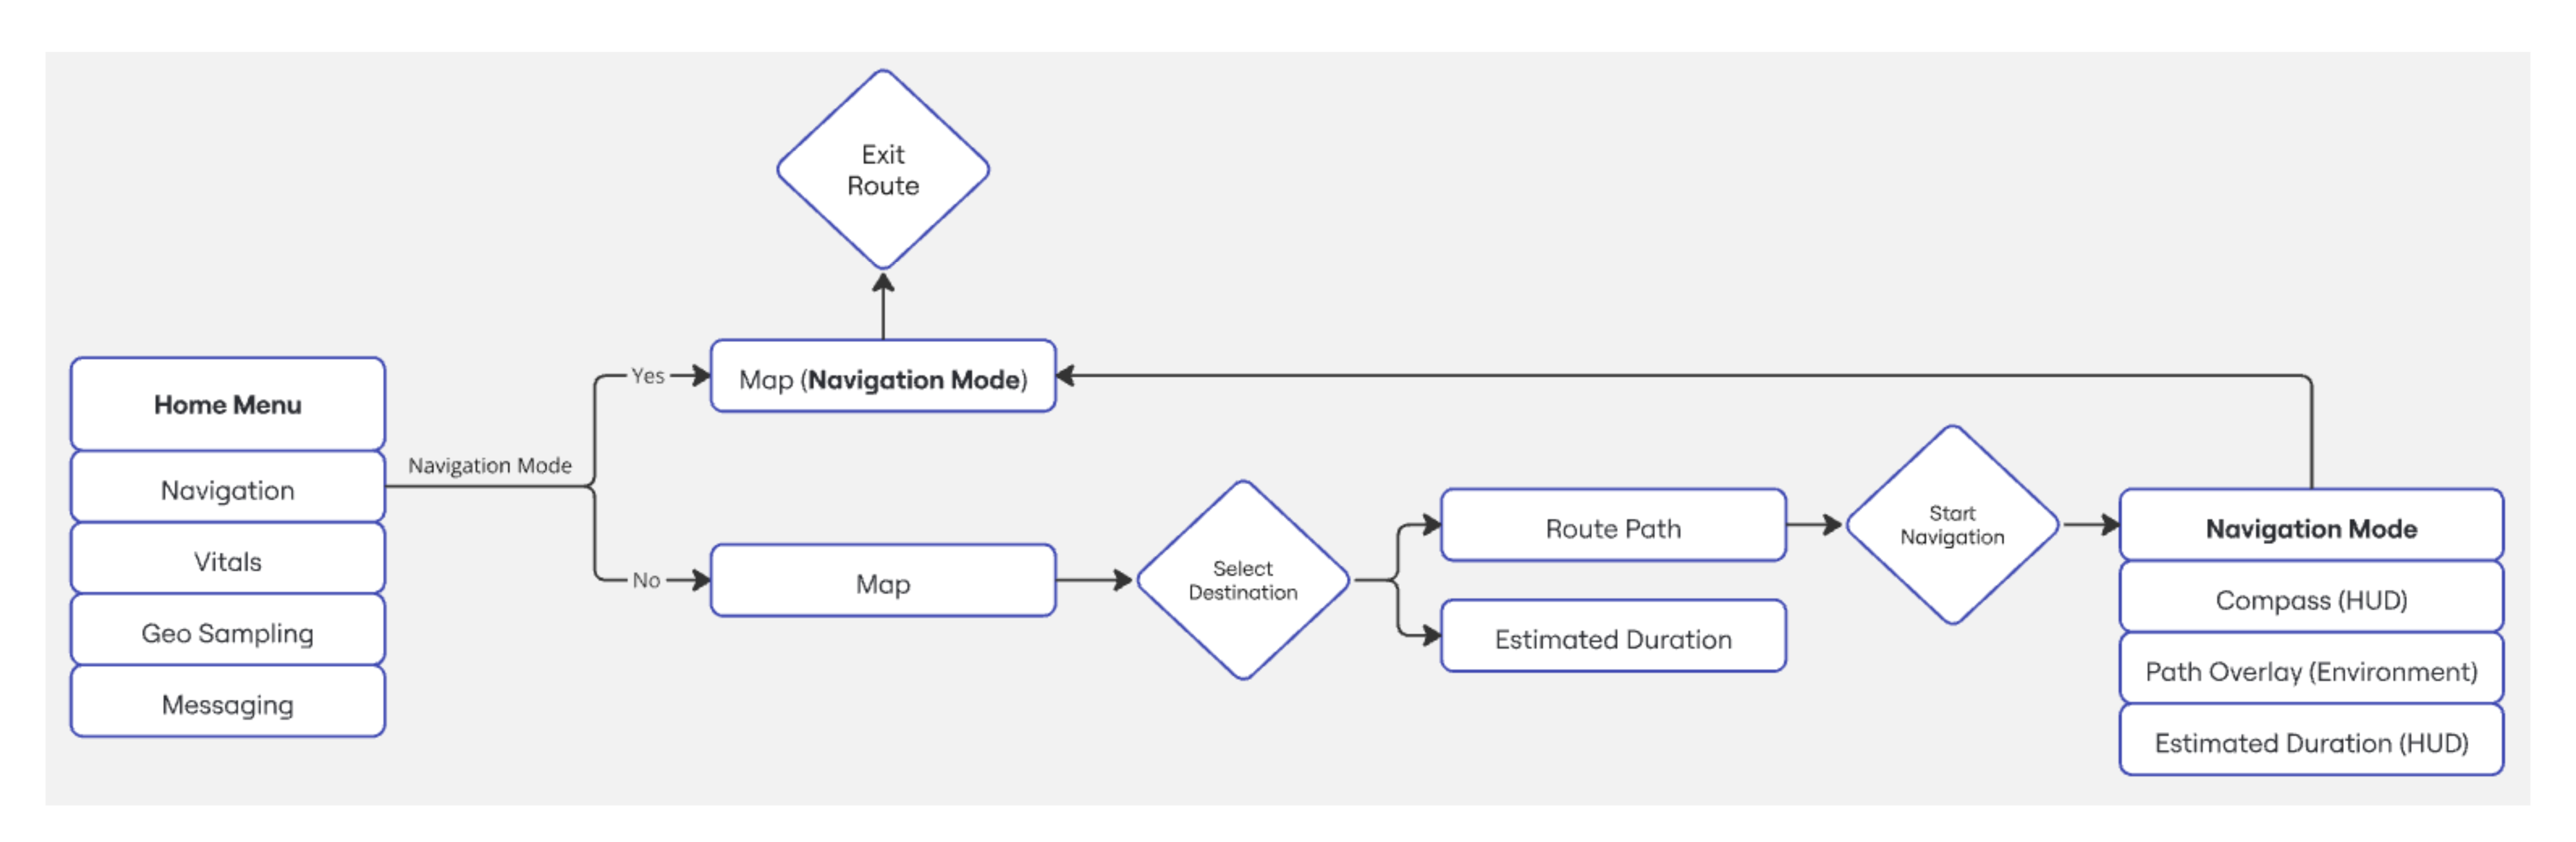 Exit
Route
Home Menu
Navigation
Vitals
Geo Sampling
Messaging
Navigation Mode
Yes
No
Map (Navigation Mode)
Map
Select
Destination
Route Path
Estimated Duration
Start
Navigation
Navigation Mode
Compass (HUD)
Path Overlay (Environment)
Estimated Duration (HUD)